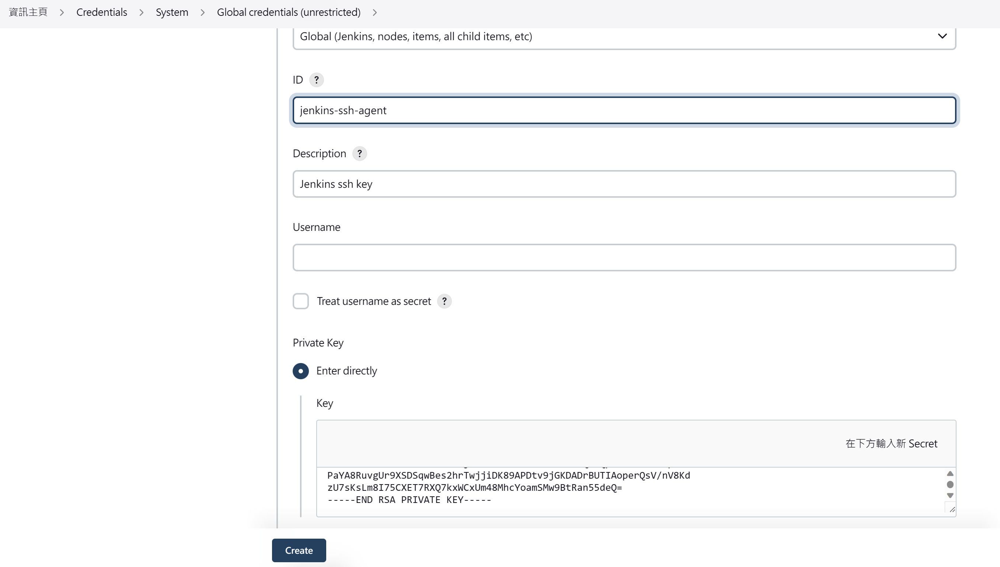 資訊主頁 > Credentials > System > Global credentials (unrestricted) >
Global (Jenkins, nodes, items, all child items, etc)
ID ?
jenkins-ssh-agent
Description ?
Jenkins ssh key
Username
Treat username as secret ?
Private Key
Enter directly
Key
在下方輸入新 Secret
PaYA8RuvgUr9XSDSqwBes2hrTwjjiDK89APDtv9jGKDADrBUTIAoperQsV/nV8Kd
zU7sKsLm8I75CXET7RXQ7kxWCxUm48MhcYoamSMw9BtRan55deQ=
-----END RSA PRIVATE KEY-----
Create